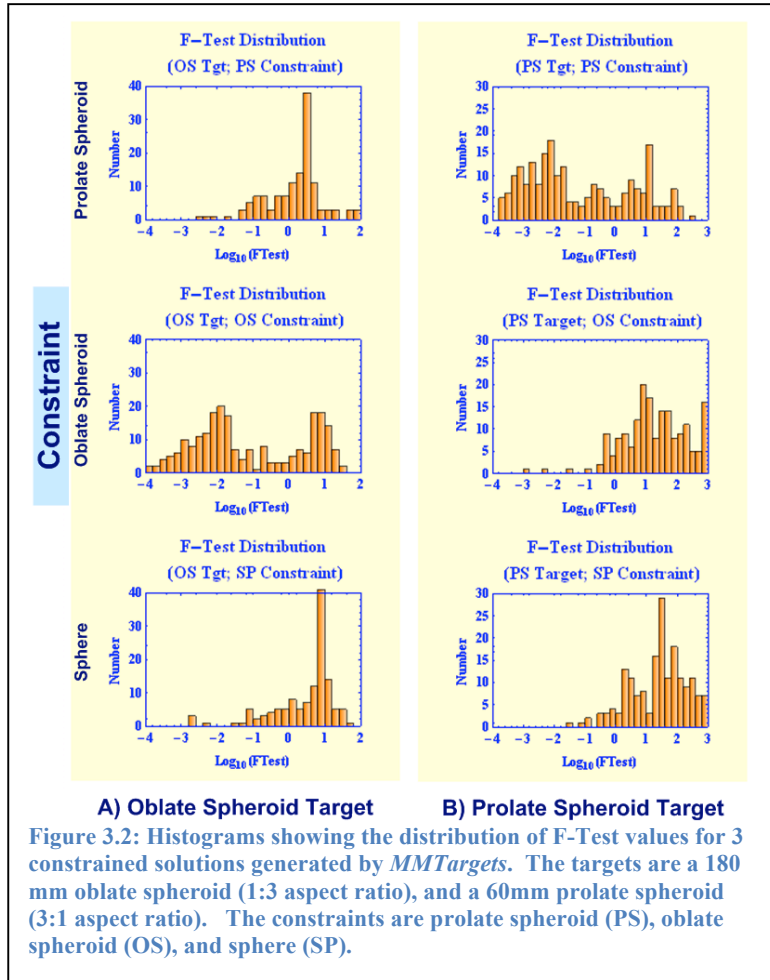 F–Test Distribution
(OS Tgt; PS Constraint)
Prolate Spheroid
Number
40
30
20
10
0
−4 −3 −2 −1 0 1 2
Log10 (FTest)
F–Test Distribution
(PS Tgt; PS Constraint)
Number
30
25
20
15
10
5
0
−4 −3 −2 −1 0 1 2 3
Log10 (FTest)
Constraint
F–Test Distribution
(OS Tgt; OS Constraint)
Oblate Spheroid
Number
40
30
20
10
0
−4 −3 −2 −1 0 1 2
Log10 (FTest)
F–Test Distribution
(PS Target; OS Constraint)
Number
30
25
20
15
10
5
0
−4 −3 −2 −1 0 1 2 3
Log10 (FTest)
F–Test Distribution
(OS Tgt; SP Constraint)
Sphere
Number
40
30
20
10
0
−4 −3 −2 −1 0 1 2
Log10 (FTest)
F–Test Distribution
(PS Target; SP Constraint)
Number
30
25
20
15
10
5
0
−4 −3 −2 −1 0 1 2 3
Log10 (FTest)
A) Oblate Spheroid Target
B) Prolate Spheroid Target
Figure 3.2: Histograms showing the distribution of F-Test values for 3
constrained solutions generated by MMTargets. The targets are a 180
mm oblate spheroid (1:3 aspect ratio), and a 60mm prolate spheroid
(3:1 aspect ratio). The constraints are prolate spheroid (PS), oblate
spheroid (OS), and sphere (SP).